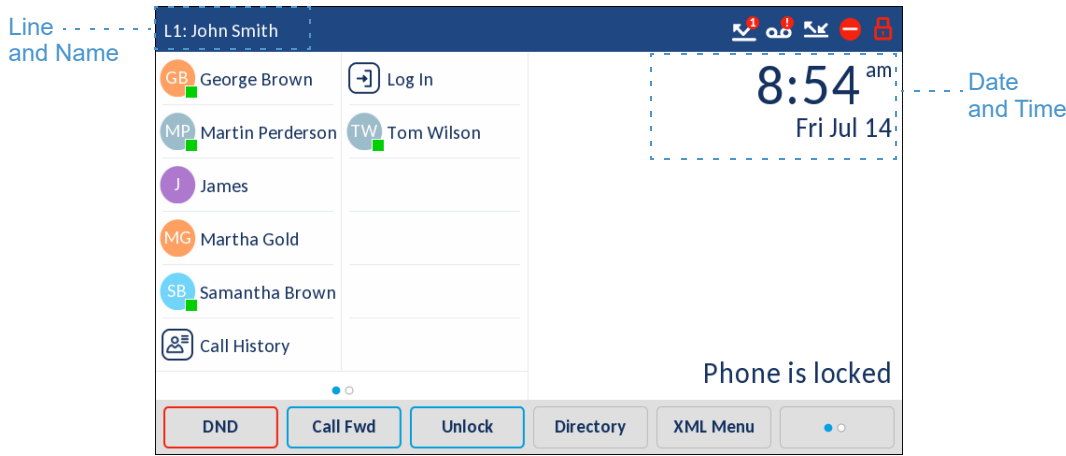 Line
and Name
L1: John Smith
1
!
GB George Brown
Log In
8:54 am
MP Martin Perderson
TW Tom Wilson
Fri Jul 14
Date
and Time
J James
MG Martha Gold
SB Samantha Brown
Call History
Phone is locked
DND
Call Fwd
Unlock
Directory
XML Menu